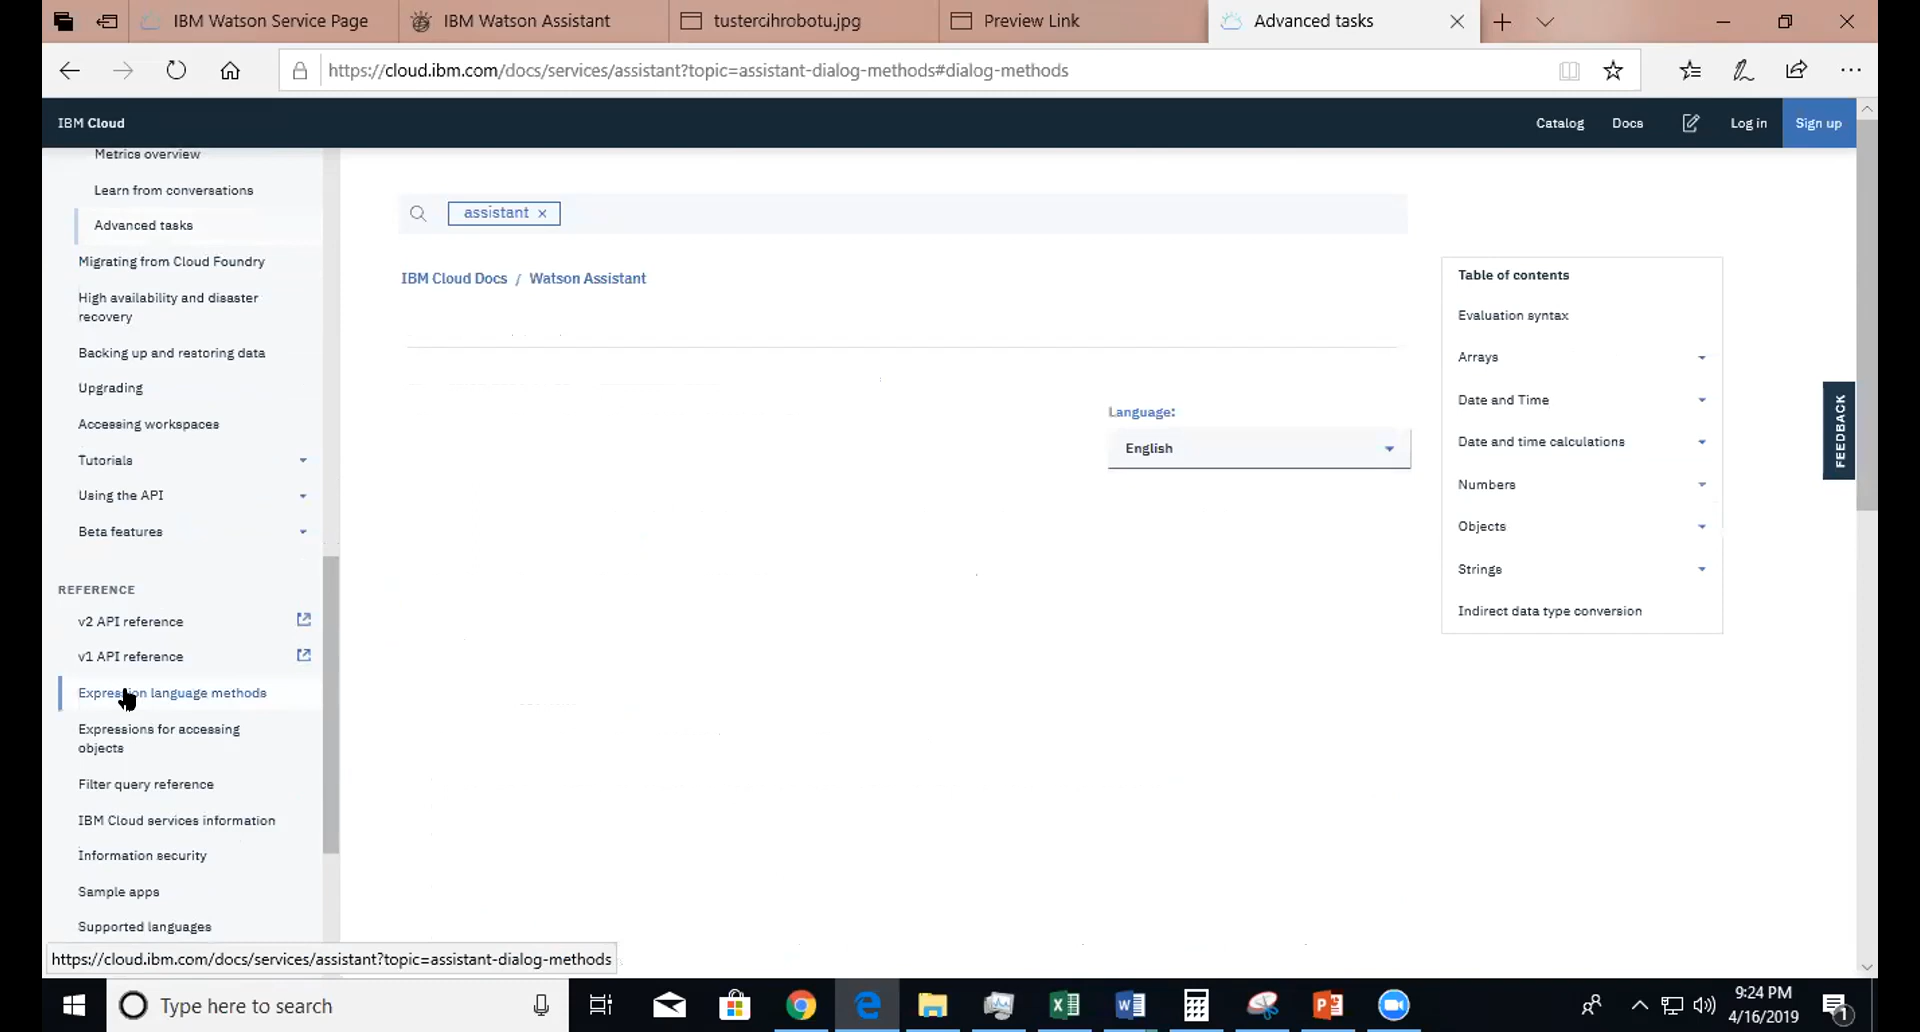 IBM Watson Service Page
IBM Watson Assistant
tustercihrobotu.jpg
Preview Link
Advanced tasks
https://cloud.ibm.com/docs/services/assistant?topic=assistant-dialog-methods#dialog-methods
IBM Cloud
Catalog
Docs
Log in
Sign up
Metrics overview
Learn from conversations
Advanced tasks
Migrating from Cloud Foundry
High availability and disaster
recovery
Backing up and restoring data
Upgrading
Accessing workspaces
Tutorials
Using the API
Beta features
REFERENCE
v2 API reference
v1 API reference
Expression language methods
Expressions for accessing
objects
Filter query reference
IBM Cloud services information
Information security
Sample apps
Supported languages
https://cloud.ibm.com/docs/services/assistant?topic=assistant-dialog-methods
assistant ×
IBM Cloud Docs / Watson Assistant
Language:
English
Table of contents
Evaluation syntax
Arrays
Date and Time
Date and time calculations
Numbers
Objects
Strings
Indirect data type conversion
FEEDBACK
Type here to search
9:24 PM
4/16/2019
1